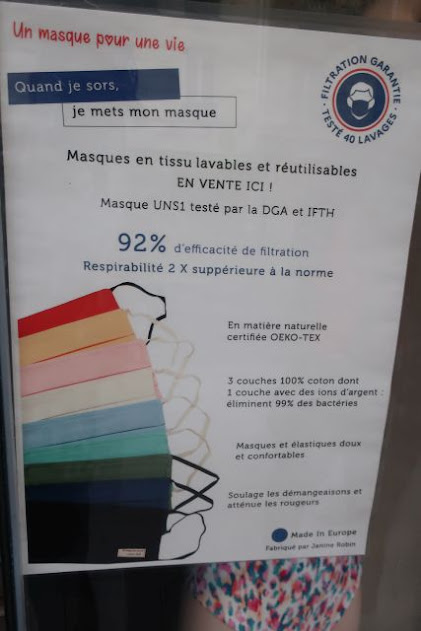 Un masque pour une vie
FILTRATION GARANTIE
TESTÉ 40 LAVAGES
Quand je sors,
je mets mon masque
Masques en tissu lavables et réutilisables
EN VENTE ICI !
Masque UNS1 testé par la DGA et IFTH
92% d'efficacité de filtration
Respirabilité 2 X suppérieure à la norme
En matière naturelle
certifiée OEKO-TEX
3 couches 100% coton dont
1 couche avec des ions d'argent :
éliminent 99% des bactéries
Masques et élastiques doux
et confortables
Soulage les démangeaisons et
atténue les rougeurs
Made in Europe
Fabriqué par Janine Robin